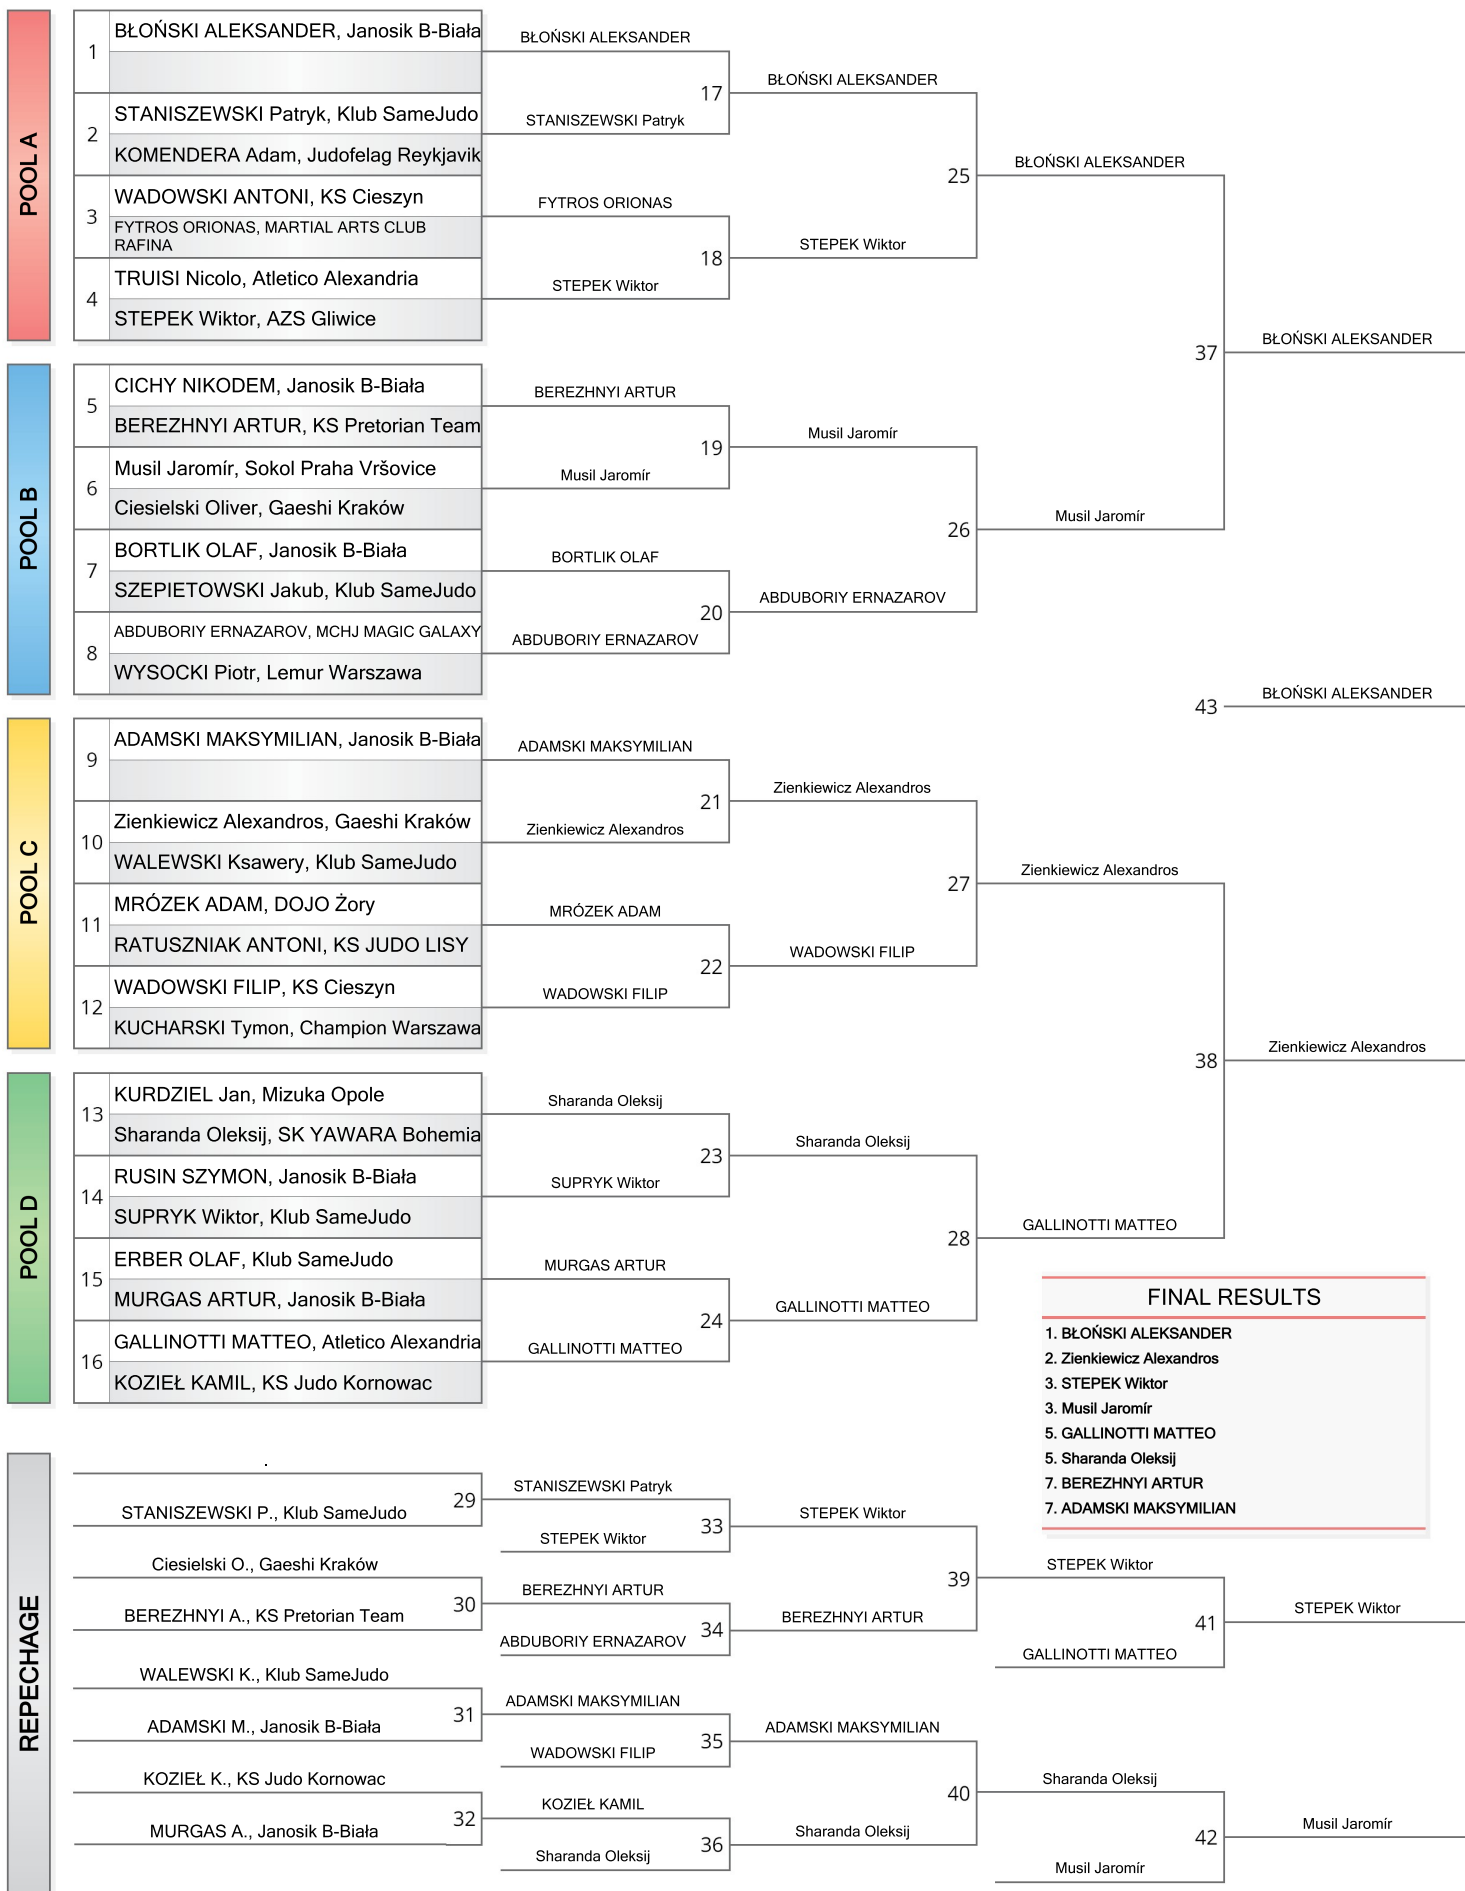 POOL A
1
BŁOŃSKI ALEKSANDER, Janosik B-Biała
2
STANISZEWSKI Patryk, Klub SameJudo
KOMENDERA Adam, Judofelag Reykjavik
3
WADOWSKI ANTONI, KS Cieszyn
FYTROS ORIONAS, MARTIAL ARTS CLUB
RAFINA
4
TRUISI Nicolo, Atletico Alexandria
STEPEK Wiktor, AZS Gliwice
BŁOŃSKI ALEKSANDER
17
STANISZEWSKI Patryk
FYTROS ORIONAS
18
STEPEK Wiktor
BŁOŃSKI ALEKSANDER
25
STEPEK Wiktor
BŁOŃSKI ALEKSANDER
37
BŁOŃSKI ALEKSANDER
POOL B
5
CICHY NIKODEM, Janosik B-Biała
BEREZHNYI ARTUR, KS Pretorian Team
6
Musil Jaromír, Sokol Praha Vršovice
Ciesielski Oliver, Gaeshi Kraków
7
BORTLIK OLAF, Janosik B-Biała
SZEPIETOWSKI Jakub, Klub SameJudo
8
ABDUBORIY ERNAZAROV, MCHJ MAGIC GALAXY
WYSOCKI Piotr, Lemur Warszawa
BEREZHNYI ARTUR
19
Musil Jaromír
BORTLIK OLAF
20
ABDUBORIY ERNAZAROV
Musil Jaromír
26
ABDUBORIY ERNAZAROV
Musil Jaromír
43
BŁOŃSKI ALEKSANDER
POOL C
9
ADAMSKI MAKSYMILIAN, Janosik B-Biała
10
Zienkiewicz Alexandros, Gaeshi Kraków
WALEWSKI Ksawery, Klub SameJudo
11
MRÓZEK ADAM, DOJO Żory
RATUSZNIAK ANTONI, KS JUDO LISY
12
WADOWSKI FILIP, KS Cieszyn
KUCHARSKI Tymon, Champion Warszawa
ADAMSKI MAKSYMILIAN
21
Zienkiewicz Alexandros
MRÓZEK ADAM
22
WADOWSKI FILIP
Zienkiewicz Alexandros
27
WADOWSKI FILIP
Zienkiewicz Alexandros
38
Zienkiewicz Alexandros
POOL D
13
KURDZIEL Jan, Mizuka Opole
Sharanda Oleksij, SK YAWARA Bohemia
14
RUSIN SZYMON, Janosik B-Biała
SUPRYK Wiktor, Klub SameJudo
15
ERBER OLAF, Klub SameJudo
MURGAS ARTUR, Janosik B-Biała
16
GALLINOTTI MATTEO, Atletico Alexandria
KOZIEŁ KAMIL, KS Judo Kornowac
Sharanda Oleksij
23
SUPRYK Wiktor
MURGAS ARTUR
24
GALLINOTTI MATTEO
Sharanda Oleksij
28
GALLINOTTI MATTEO
GALLINOTTI MATTEO
FINAL RESULTS
1. BŁOŃSKI ALEKSANDER
2. Zienkiewicz Alexandros
3. STEPEK Wiktor
3. Musil Jaromír
5. GALLINOTTI MATTEO
5. Sharanda Oleksij
7. BEREZHNYI ARTUR
7. ADAMSKI MAKSYMILIAN
REPECHAGE
.
29
STANISZEWSKI P., Klub SameJudo
Ciesielski O., Gaeshi Kraków
30
BEREZHNYI A., KS Pretorian Team
WALEWSKI K., Klub SameJudo
31
ADAMSKI M., Janosik B-Biała
KOZIEŁ K., KS Judo Kornowac
32
MURGAS A., Janosik B-Biała
STANISZEWSKI Patryk
33
STEPEK Wiktor
BEREZHNYI ARTUR
34
ABDUBORIY ERNAZAROV
ADAMSKI MAKSYMILIAN
35
WADOWSKI FILIP
KOZIEŁ KAMIL
36
Sharanda Oleksij
STEPEK Wiktor
39
BEREZHNYI ARTUR
ADAMSKI MAKSYMILIAN
40
Sharanda Oleksij
STEPEK Wiktor
41
GALLINOTTI MATTEO
Sharanda Oleksij
42
Musil Jaromír
STEPEK Wiktor
Musil Jaromír